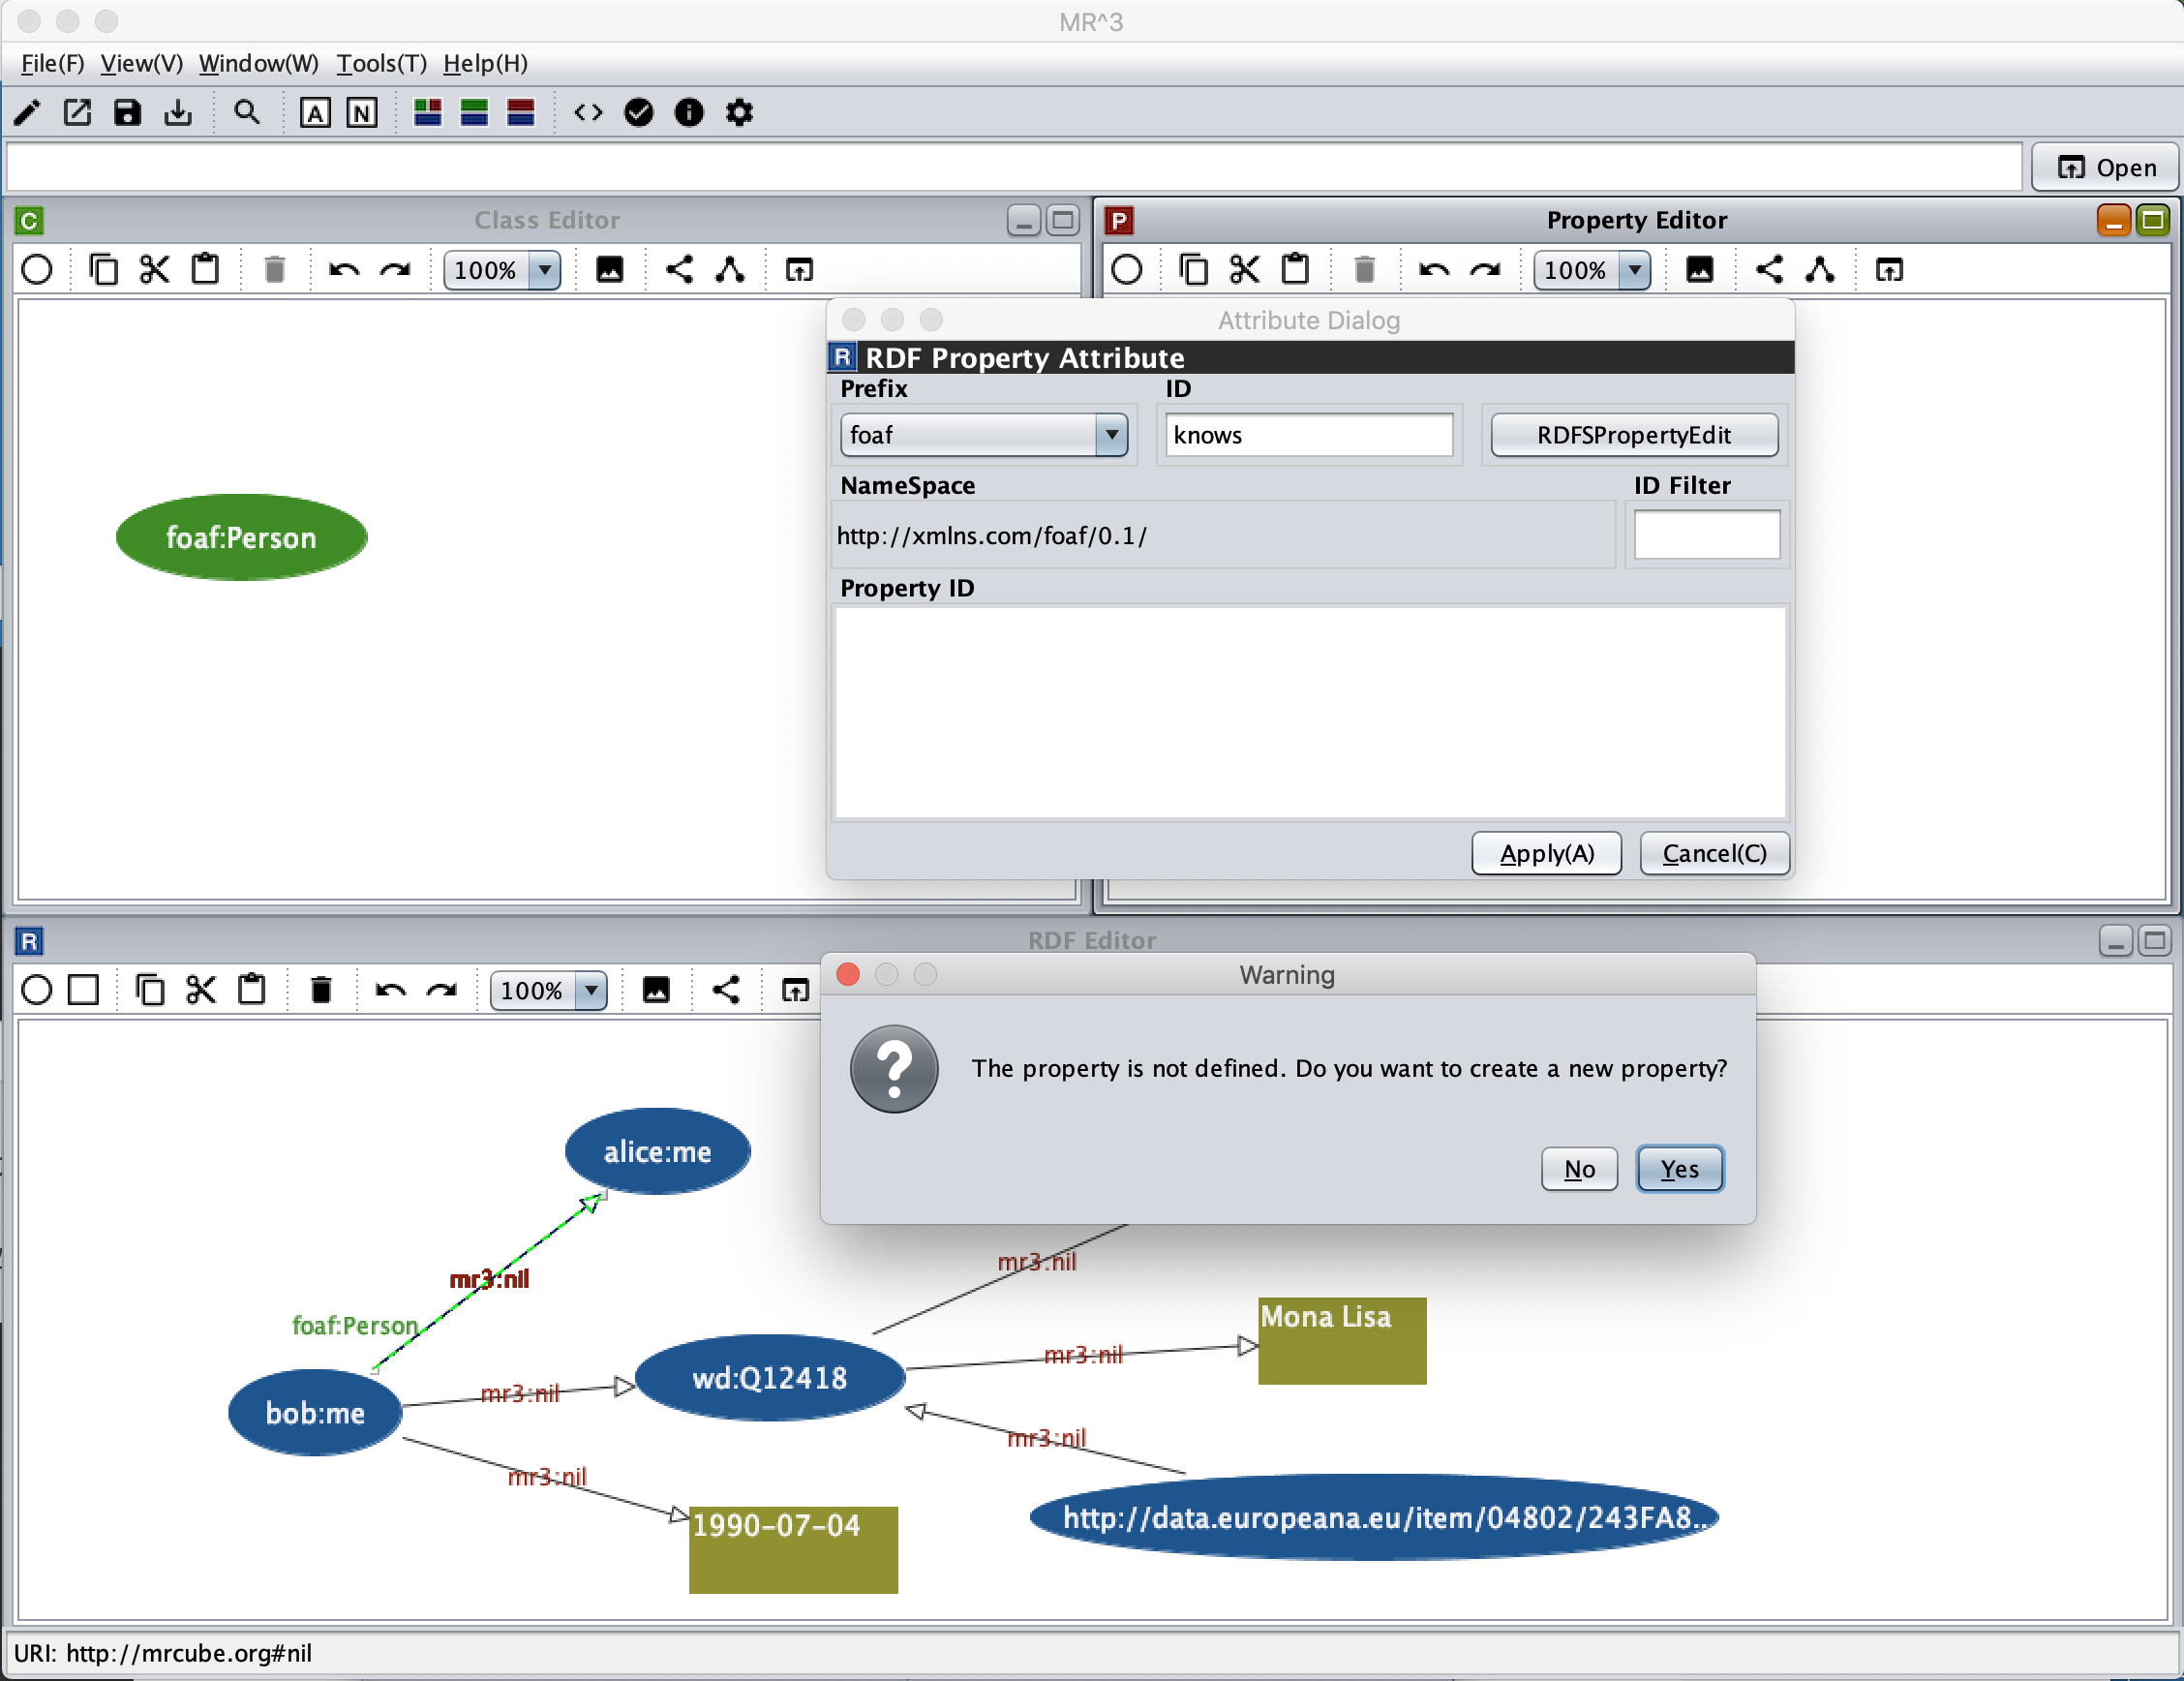 MR^3
File(F) View(V) Window(W) Tools(T) Help(H)
A N
Open
C Class Editor
P Property Editor
100%
100%
Attribute Dialog
R RDF Property Attribute
Prefix ID
foaf knows RDFSPropertyEdit
NameSpace ID Filter
http://xmlns.com/foaf/0.1/
Property ID
Apply(A) Cancel(C)
foaf:Person
R RDF Editor
100%
Warning
The property is not defined. Do you want to create a new property?
No Yes
alice:me
mr3:nil
mr3:nil
foaf:Person
Mona Lisa
mr3:nil
wd:Q12418
mr3:nil
bob:me
mr3:nil
mr3:nil
1990-07-04
http://data.europeana.eu/item/04802/243FA8...
URI: http://mrcube.org#nil